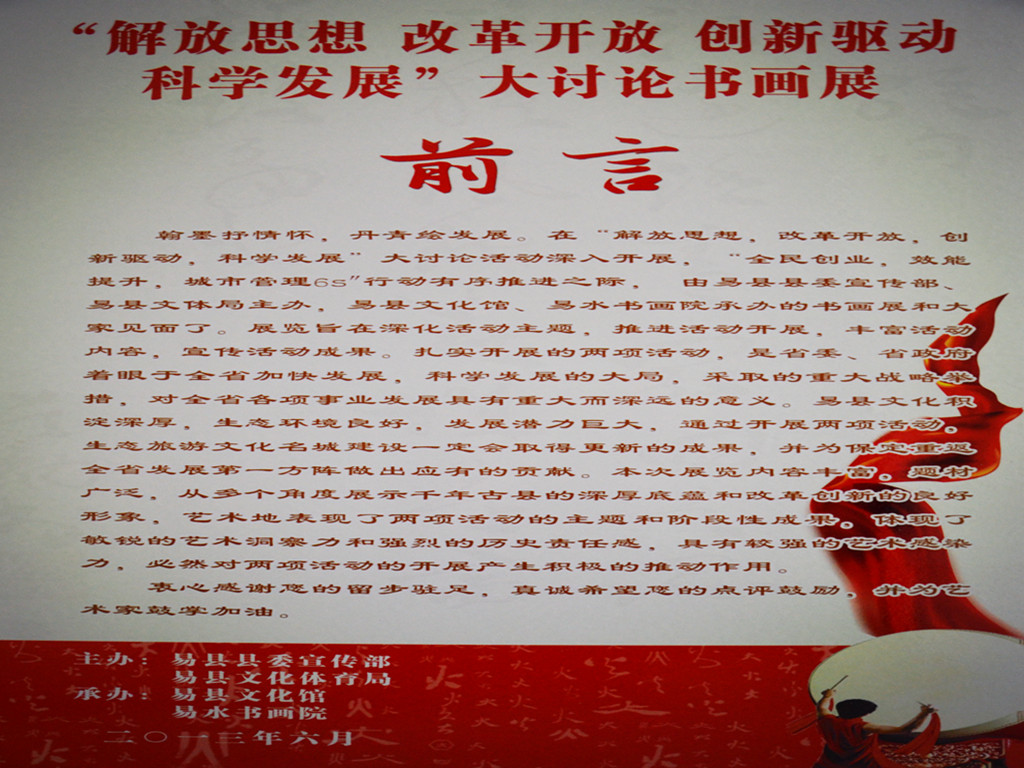 “解放思想 改革开放 创新驱动
科学发展”大讨论书画展
前言
翰墨抒情怀，丹青绘发展。在“解放思想，改革开放，创
新驱动，科学发展”大讨论活动深入开展，“全民创业，效能
提升，城市管理6s”行动有序推进之际， 由易县县委宣传部、
易县文体局主办，易县文化馆、易水书画院承办的书画展和大
家见面了。展览旨在深化活动主题，推进活动开展，丰富活动
内容，宣传活动成果。扎实开展的两项活动，是省委、省政府
着眼于全省加快发展，科学发展的大局，采取的重大战略举
措，对全省各项事业发展具有重大而深远的意义。易县文化积
淀深厚，生态环境良好，发展潜力巨大，通过开展两项活动，
生态旅游文化名城建设一定会取得更新的成果，并为保定重返
全省发展第一方阵做出应有的贡献。本次展览内容丰富，题材
广泛，从多个角度展示千年古县的深厚底蕴和改革创新的良好
形象，艺术地表现了两项活动的主题和阶段性成果，体现了
敏锐的艺术洞察力和强烈的历史责任感，具有较强的艺术感染
力，必然对两项活动的开展产生积极的推动作用。
衷心感谢您的留步驻足，真诚希望您的点评鼓励，并为艺
术家鼓掌加油。
主办：易县县委宣传部
易县文化体育局
承办：易县文化馆
易水书画院
二〇一三年六月